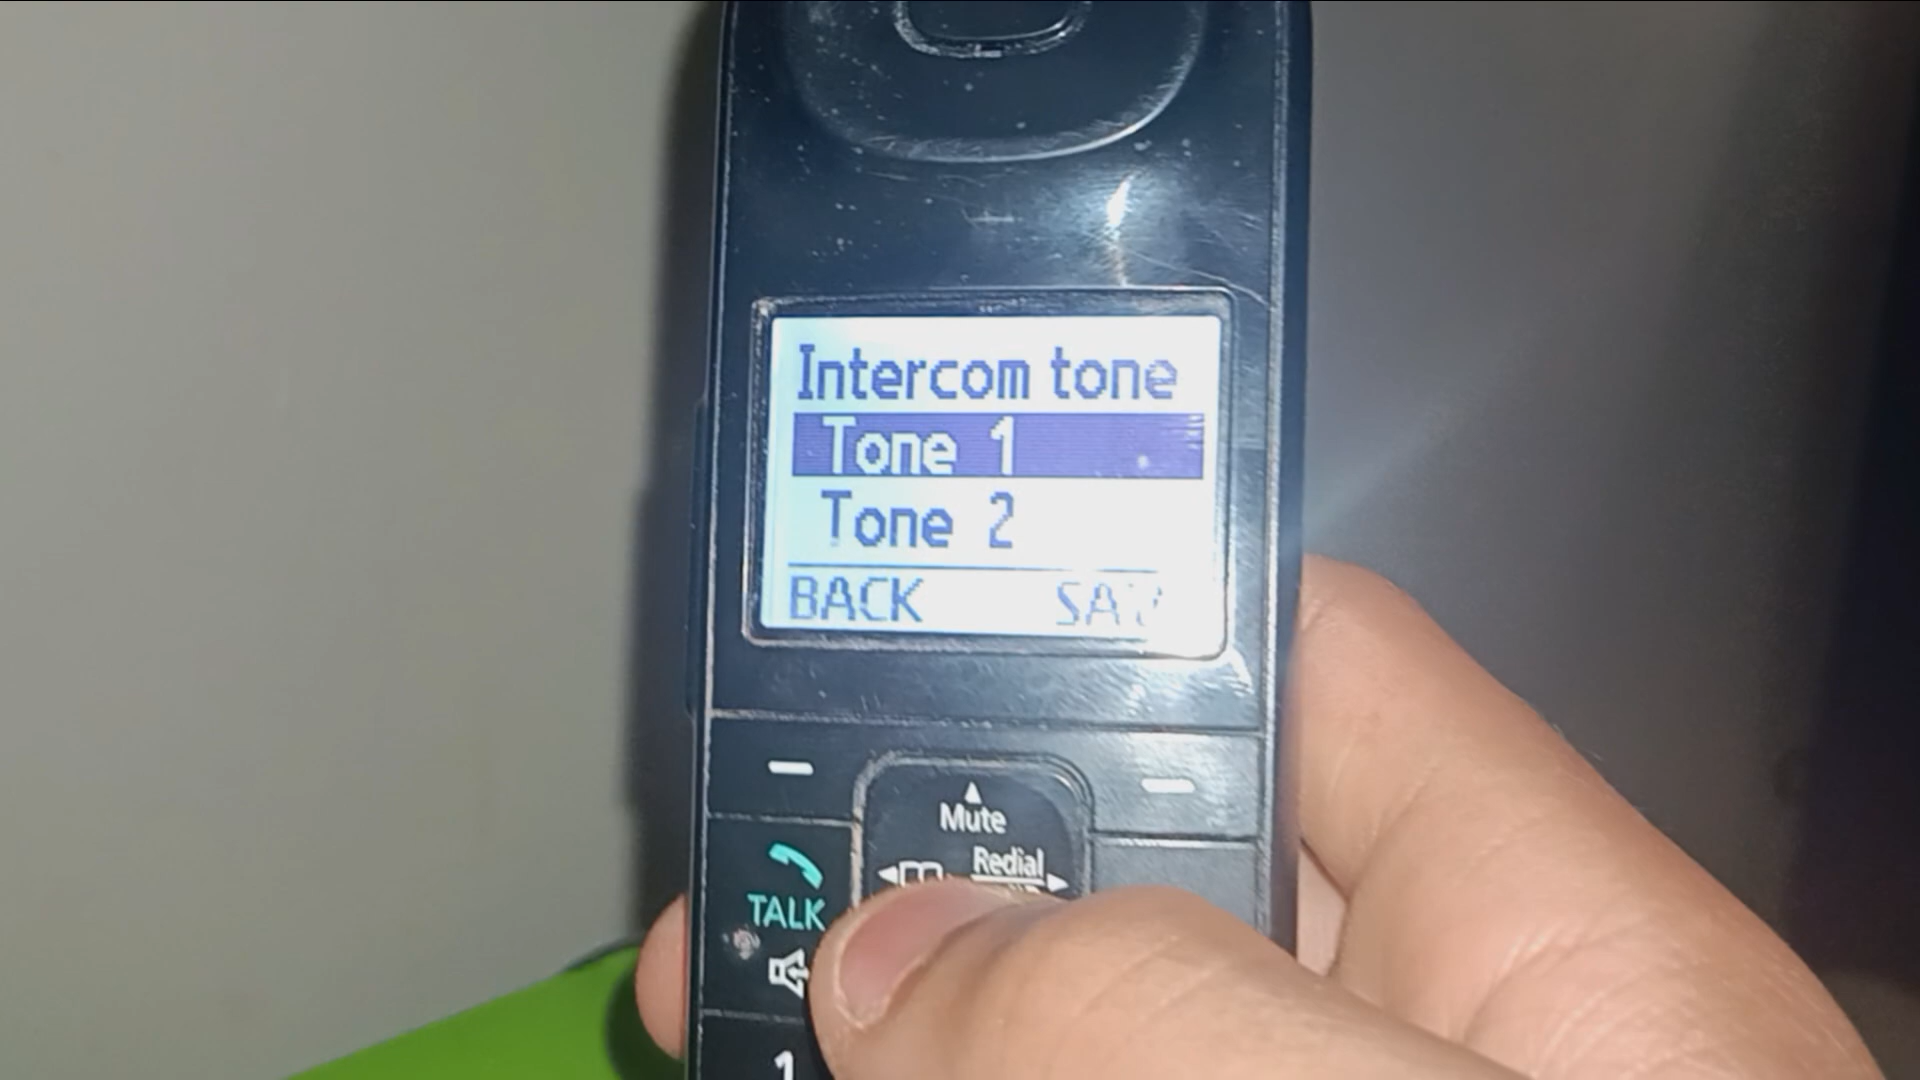 Intercom tone
Tone 1
Tone 2
BACK
Mute
Redial
TALK
1